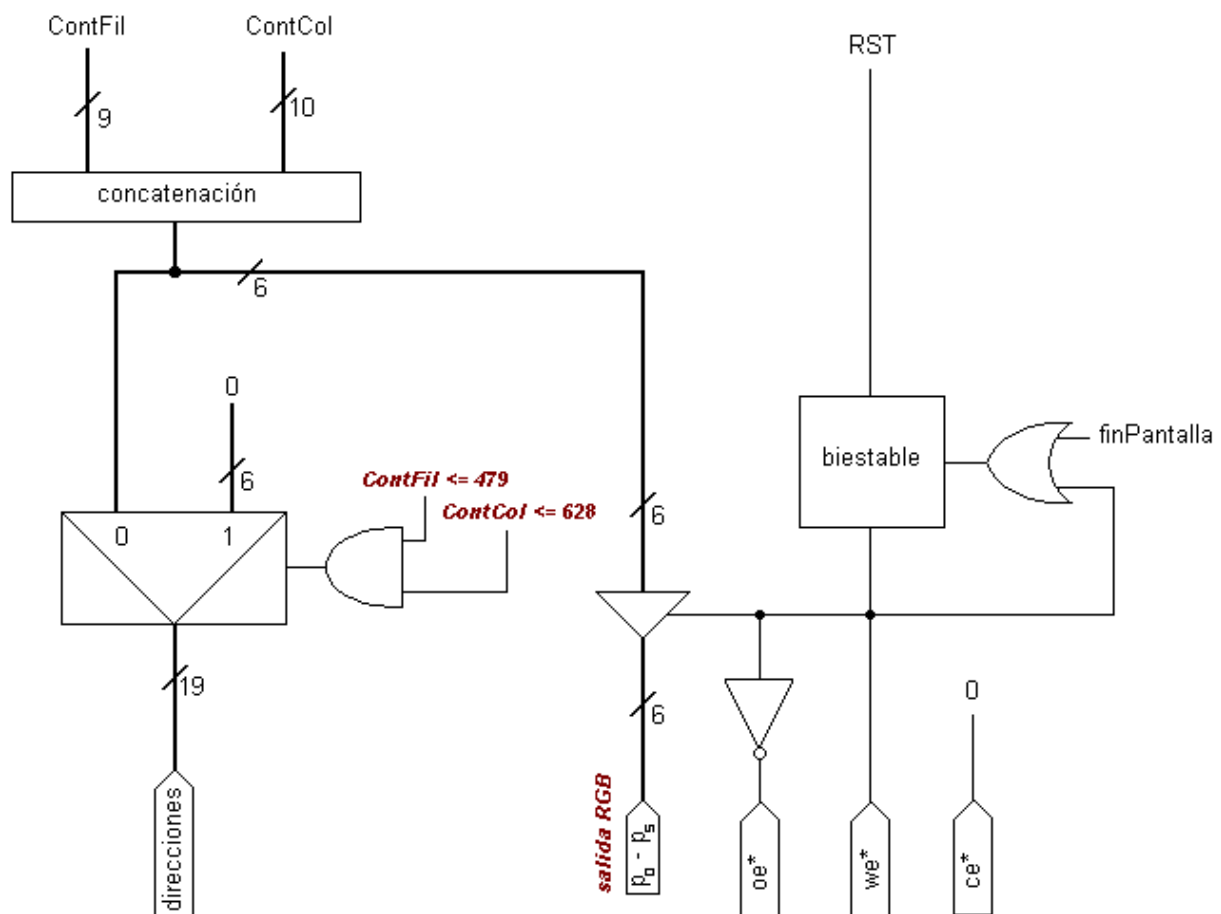 ContFil
ContCol
RST
9
10
concatenación
6
0
6
ContFil <= 479
ContCol <= 628
0
1
6
biestable
finPantalla
19
6
0
direcciones
salida RGB
p0 - p5
oe*
we*
ce*